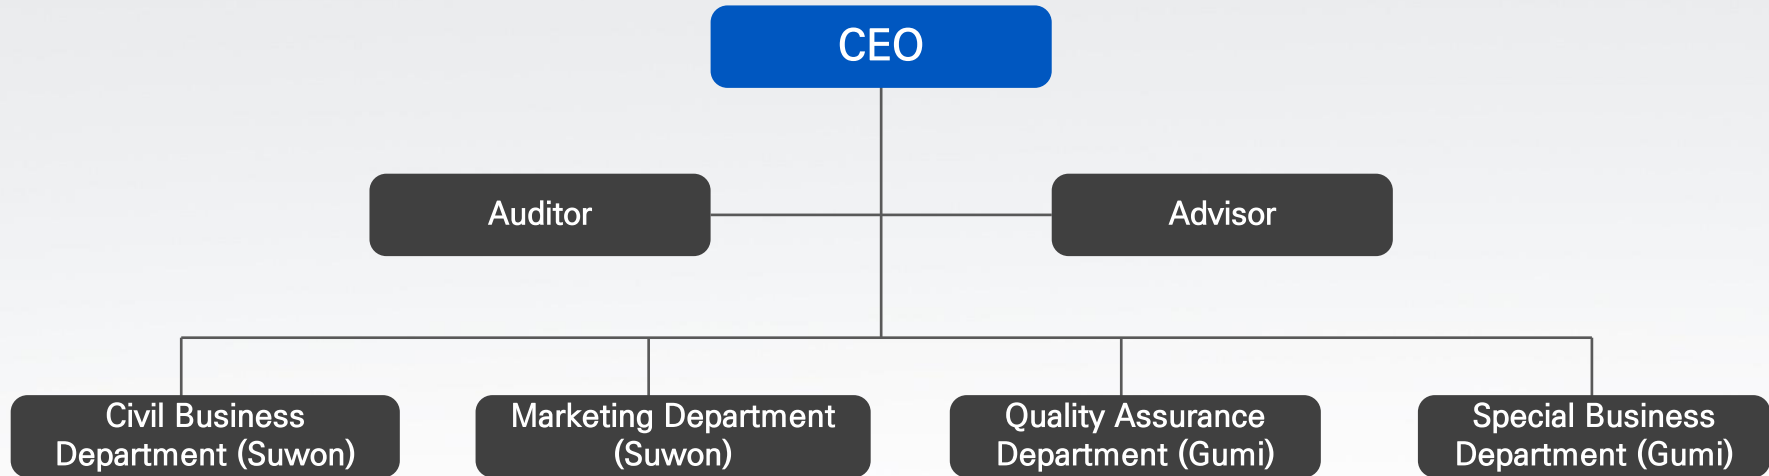 CEO
Auditor
Advisor
Civil Business
Department (Suwon)
Marketing Department
(Suwon)
Quality Assurance
Department (Gumi)
Special Business
Department (Gumi)